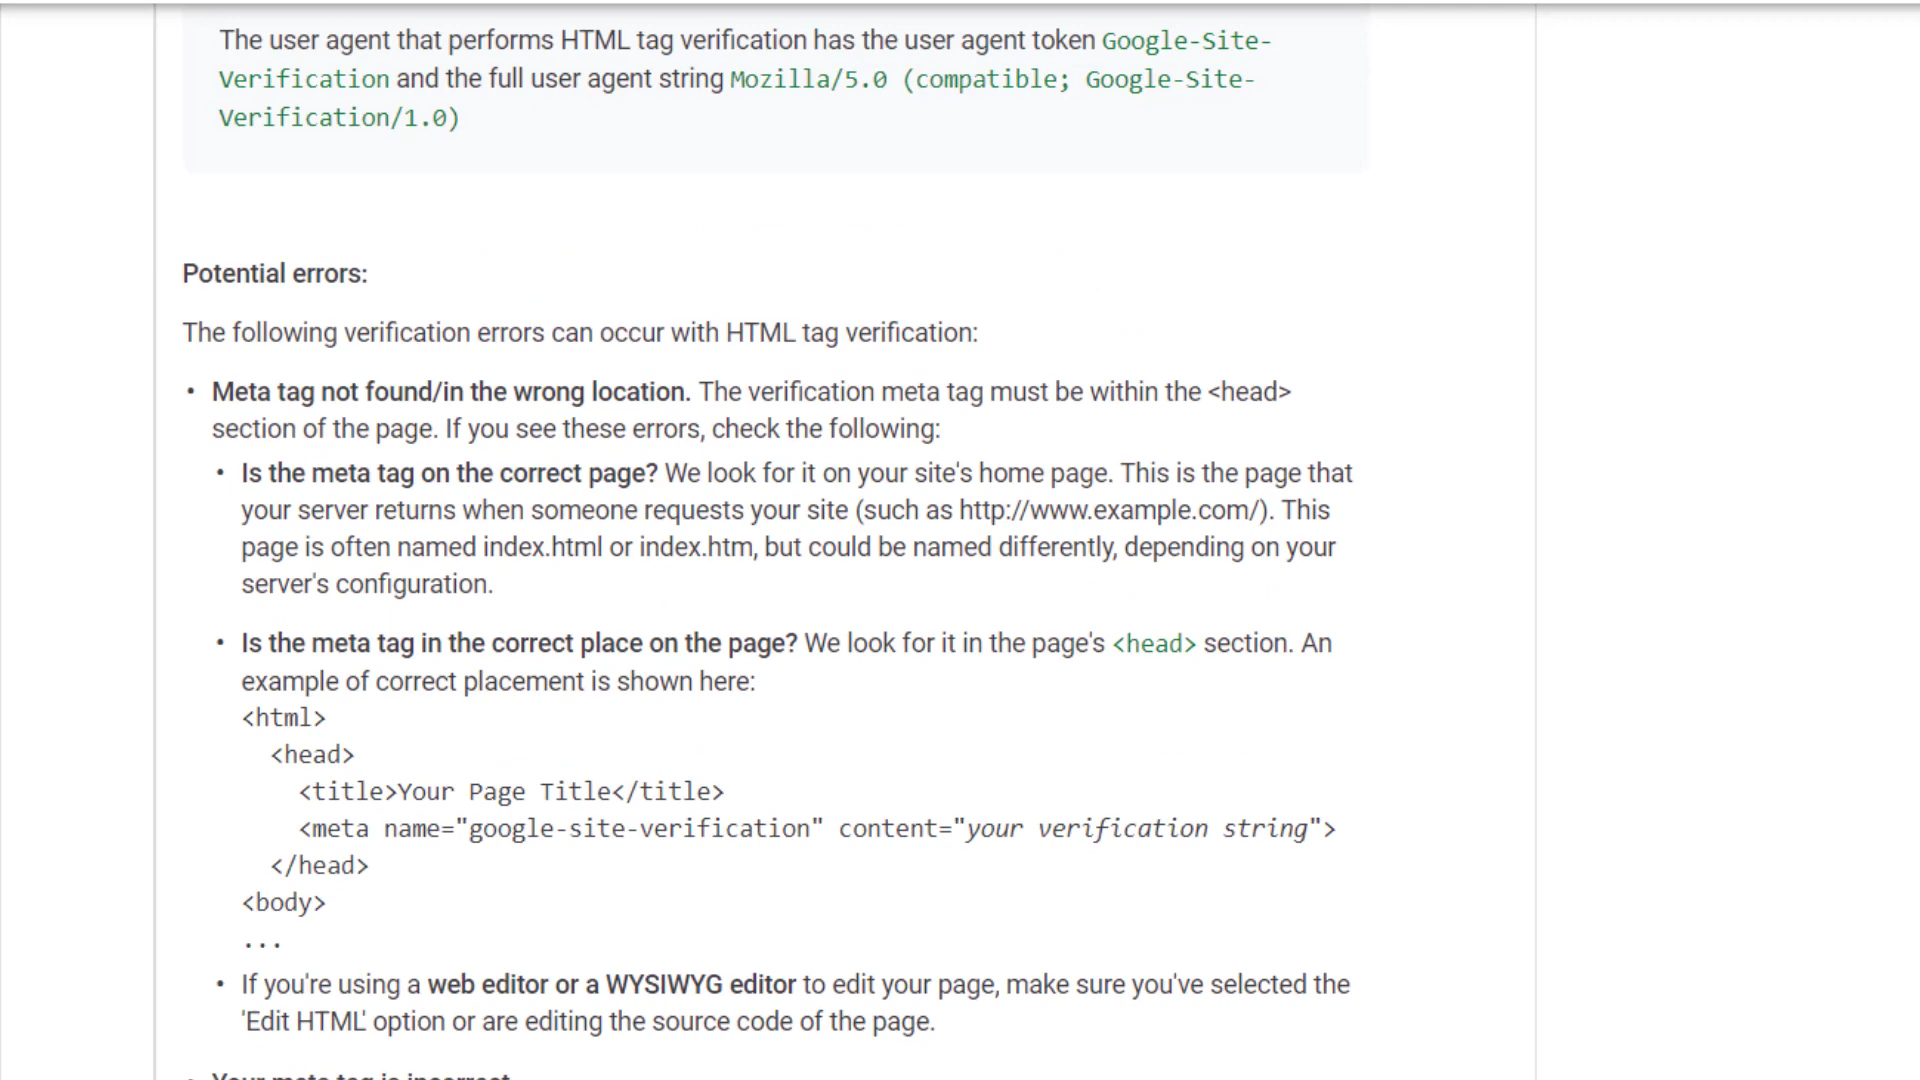 The user agent that performs HTML tag verification has the user agent token Google-Site-
Verification and the full user agent string Mozilla/5.0 (compatible; Google-Site-
Verification/1.0)
Potential errors:
The following verification errors can occur with HTML tag verification:
• Meta tag not found/in the wrong location. The verification meta tag must be within the <head>
section of the page. If you see these errors, check the following:
• Is the meta tag on the correct page? We look for it on your site's home page. This is the page that
your server returns when someone requests your site (such as http://www.example.com/). This
page is often named index.html or index.htm, but could be named differently, depending on your
server's configuration.
• Is the meta tag in the correct place on the page? We look for it in the page's <head> section. An
example of correct placement is shown here:
<html>
<head>
<title>Your Page Title</title>
<meta name="google-site-verification" content="your verification string">
</head>
<body>
...
• If you're using a web editor or a WYSIWYG editor to edit your page, make sure you've selected the
'Edit HTML' option or are editing the source code of the page.
• Your meta tag is incorrect